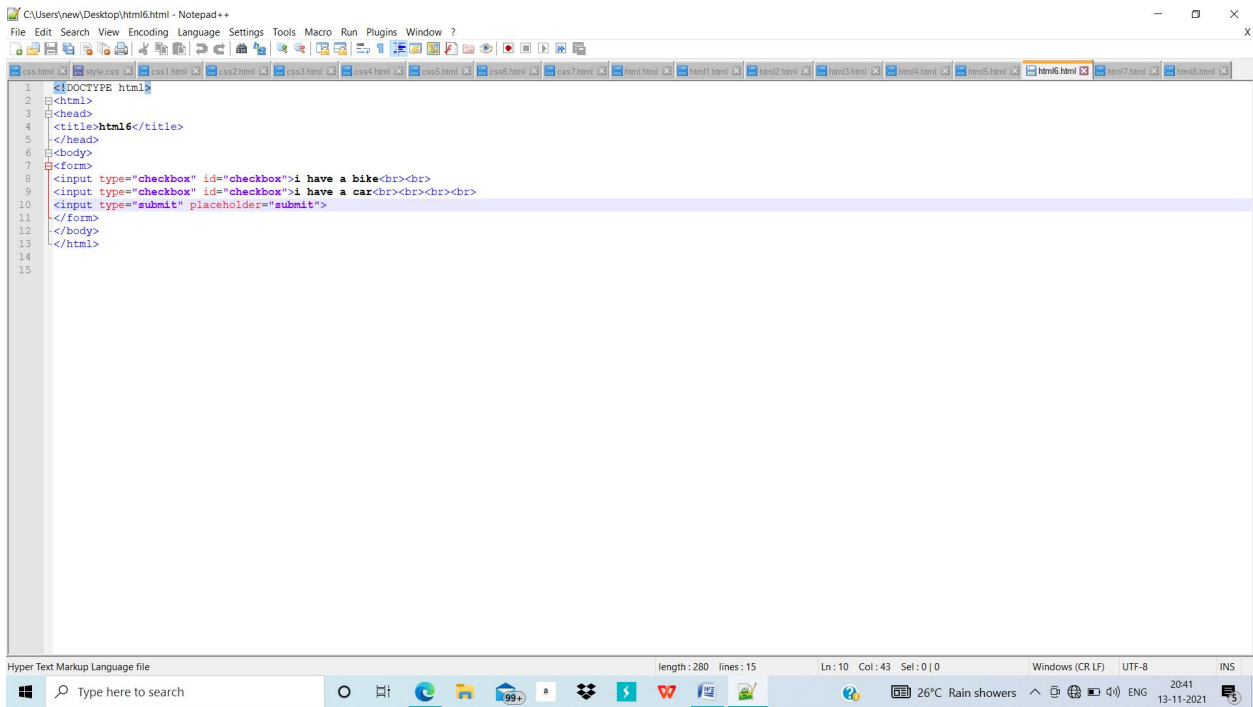 C:\Users\new\Desktop\html6.html - Notepad++
File Edit Search View Encoding Language Settings Tools Macro Run Plugins Window ? X
css.html style.css css1.html css2.html css3.html css4.html css5.html css6.html css7.html html.html html1.html html2.html html3.html html4.html html5.html html6.html html7.html html8.html
1 <!DOCTYPE html>
2 <html>
3 <head>
4 <title>html6</title>
5 </head>
6 <body>
7 <form>
8 <input type="checkbox" id="checkbox">i have a bike<br><br>
9 <input type="checkbox" id="checkbox">i have a car<br><br><br><br>
10 <input type="submit" placeholder="submit">
11 </form>
12 </body>
13 </html>
14
15
Hyper Text Markup Language file length : 280 lines : 15 Ln : 10 Col : 43 Sel : 0 | 0 Windows (CR LF) UTF-8 INS
Type here to search 99+ a W 26°C Rain showers ENG 20:41
13-11-2021 5